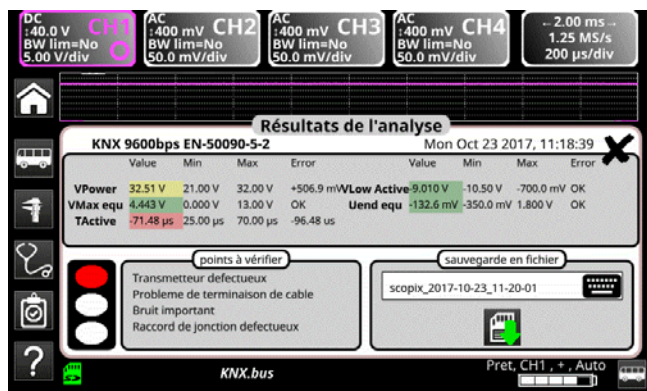 DC
↕40.0 V
CH1
BW lim=No
5.00 V/div
AC
↕400 mV
CH2
BW lim=No
50.0 mV/div
AC
↕400 mV
CH3
BW lim=No
50.0 mV/div
AC
↕400 mV
CH4
BW lim=No
50.0 mV/div
←2.00 ms→
1.25 MS/s
200 µs/div
Résultats de l'analyse
KNX 9600bps EN-50090-5-2 Mon Oct 23 2017, 11:18:39
Value Min Max Error Value Min Max Error
VPower 32.51 V 21.00 V 32.00 V +506.9 mV VLow Active -9.010 V -10.50 V -700.0 mV OK
VMax equ 4.443 V 0.000 V 13.00 V OK Uend equ -132.6 mV -350.0 mV 1.800 V OK
TActive -71.48 µs 25.00 µs 70.00 µs -96.48 us
points à vérifier
Transmetteur defectueux
Probleme de terminaison de cable
Bruit important
Raccord de jonction defectueux
sauvegarde en fichier
scopix_2017-10-23_11-20-01
?
KNX.bus
Pret, CH1 , + , Auto